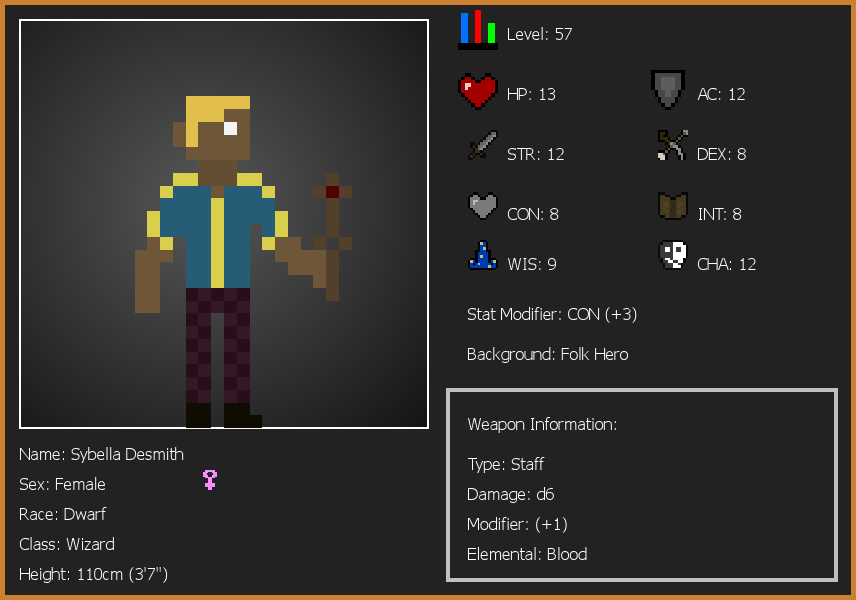 Level: 57
HP: 13
AC: 12
STR: 12
DEX: 8
CON: 8
INT: 8
WIS: 9
CHA: 12
Stat Modifier: CON (+3)
Background: Folk Hero
Weapon Information:
Type: Staff
Damage: d6
Modifier: (+1)
Elemental: Blood
Name: Sybella Desmith
Sex: Female
Race: Dwarf
Class: Wizard
Height: 110cm (3'7")